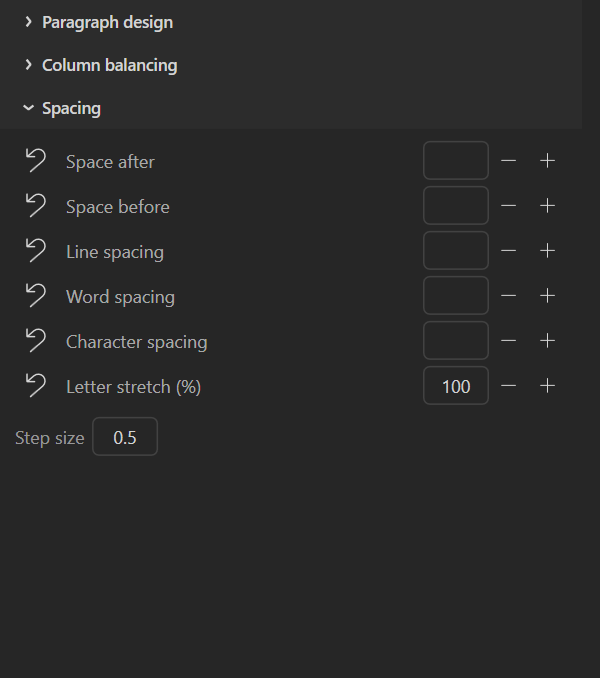 Paragraph design
Column balancing
Spacing
Space after
Space before
Line spacing
Word spacing
Character spacing
Letter stretch (%) 100
Step size 0.5